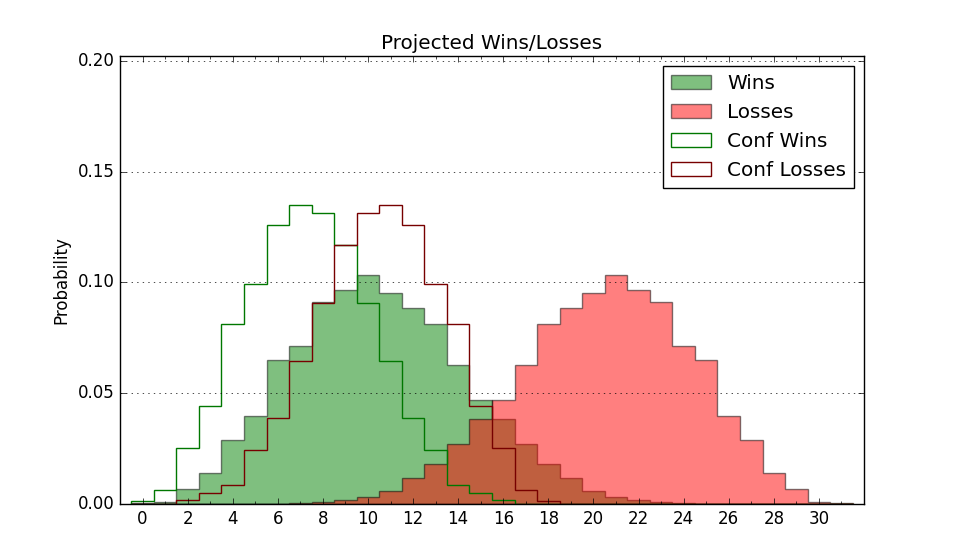 Projected Wins/Losses
0.20
0.15
0.10
0.05
0.00
Probability
Wins
Losses
Conf Wins
Conf Losses
0 2 4 6 8 10 12 14 16 18 20 22 24 26 28 30